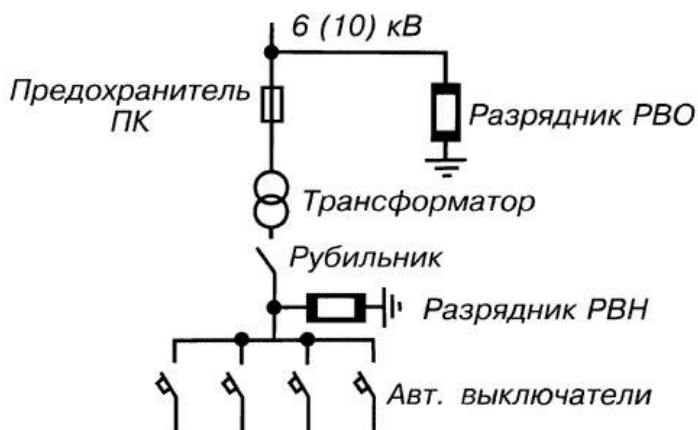 6 (10) кВ
Предохранитель
ПК
Разрядник РВО
Трансформатор
Рубильник
Разрядник РВН
Авт. выключатели